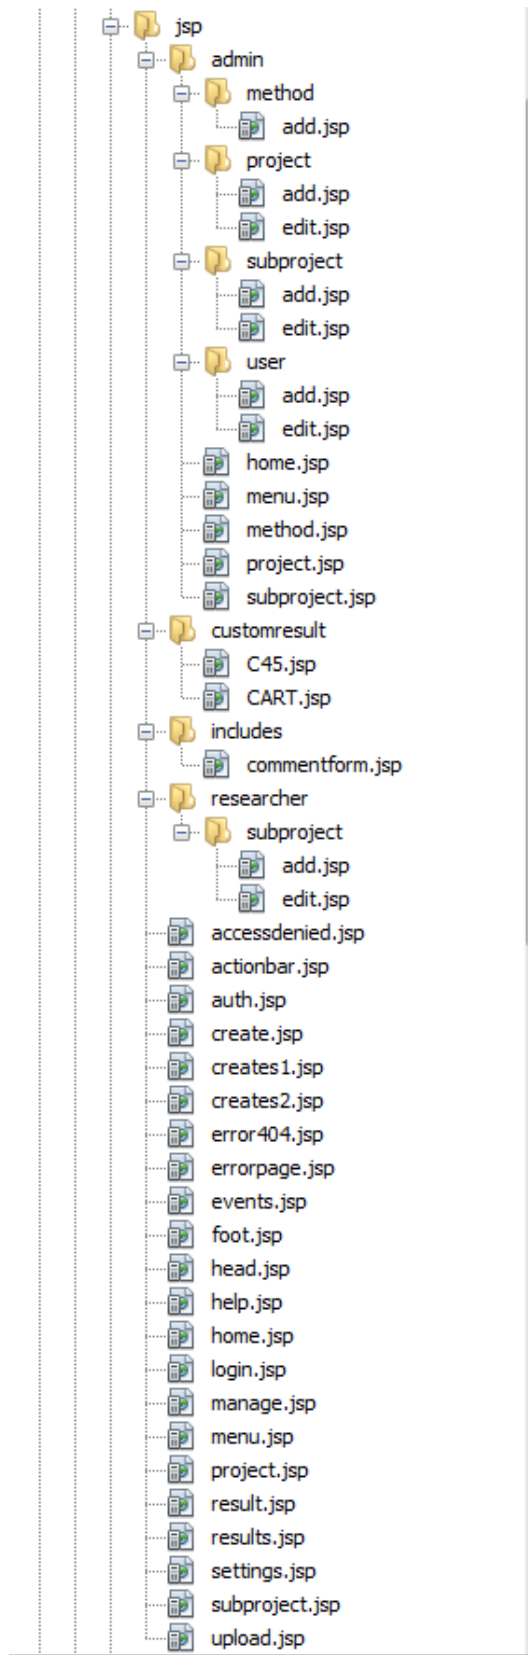 jsp
admin
method
add.jsp
project
add.jsp
edit.jsp
subproject
add.jsp
edit.jsp
user
add.jsp
edit.jsp
home.jsp
menu.jsp
method.jsp
project.jsp
subproject.jsp
customresult
C45.jsp
CART.jsp
includes
commentform.jsp
researcher
subproject
add.jsp
edit.jsp
accessdenied.jsp
actionbar.jsp
auth.jsp
create.jsp
creates1.jsp
creates2.jsp
error404.jsp
errorpage.jsp
events.jsp
foot.jsp
head.jsp
help.jsp
home.jsp
login.jsp
manage.jsp
menu.jsp
project.jsp
result.jsp
results.jsp
settings.jsp
subproject.jsp
upload.jsp